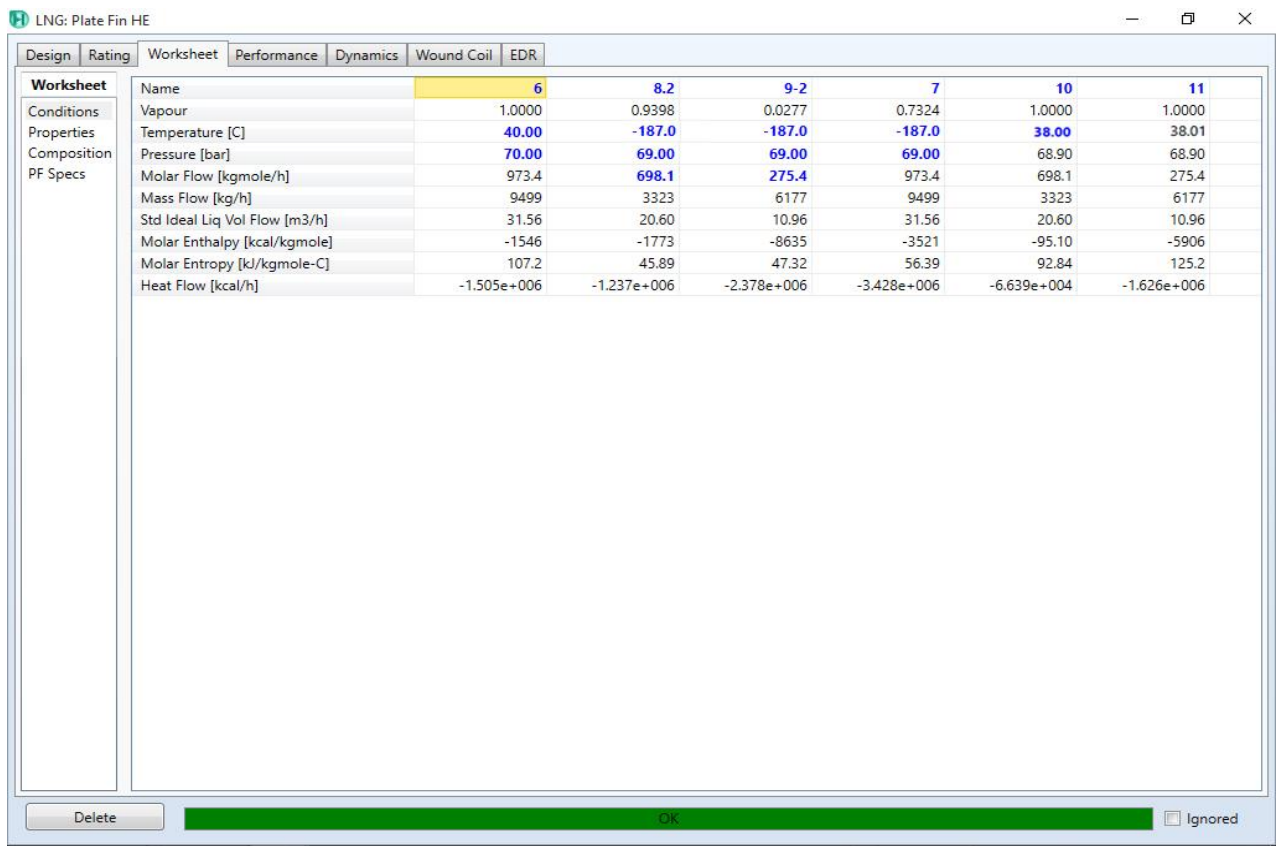 LNG: Plate Fin HE
Design Rating Worksheet Performance Dynamics Wound Coil EDR
Worksheet
Conditions
Properties
Composition
PF Specs
Name 6 8.2 9-2 7 10 11
Vapour 1.0000 0.9398 0.0277 0.7324 1.0000 1.0000
Temperature [C] 40.00 -187.0 -187.0 -187.0 38.00 38.01
Pressure [bar] 70.00 69.00 69.00 69.00 68.90 68.90
Molar Flow [kgmole/h] 973.4 698.1 275.4 973.4 698.1 275.4
Mass Flow [kg/h] 9499 3323 6177 9499 3323 6177
Std Ideal Liq Vol Flow [m3/h] 31.56 20.60 10.96 31.56 20.60 10.96
Molar Enthalpy [kcal/kgmole] -1546 -1773 -8635 -3521 -95.10 -5906
Molar Entropy [kJ/kgmole-C] 107.2 45.89 47.32 56.39 92.84 125.2
Heat Flow [kcal/h] -1.505e+006 -1.237e+006 -2.378e+006 -3.428e+006 -6.639e+004 -1.626e+006
Delete OK Ignored